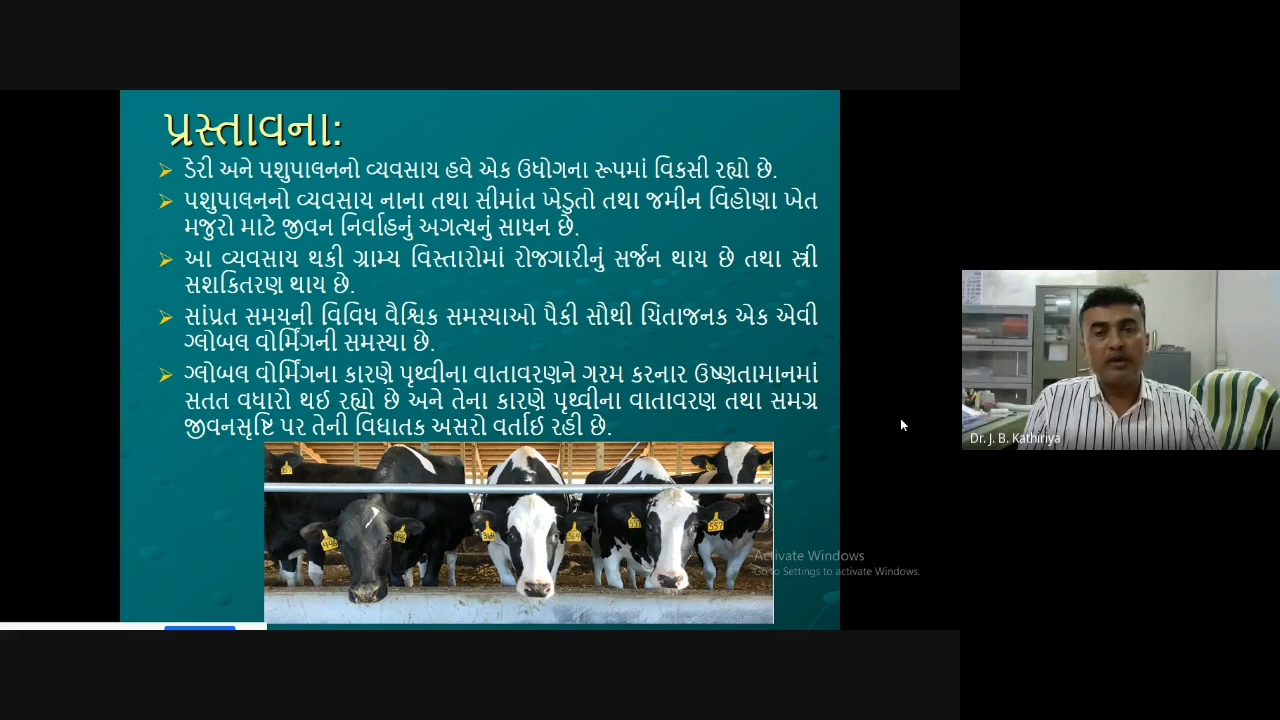 પ્રસ્તાવના:
➢ ડેરી અને પશુપાલનનો વ્યવસાય હવે એક ઉધોગના રૂપમાં વિકસી રહ્યો છે.
➢ પશુપાલનનો વ્યવસાય નાના તથા સીમાંત ખેડુતો તથા જમીન વિહોણા ખેત
મજુરો માટે જીવન નિર્વાહનું અગત્યનું સાધન છે.
➢ આ વ્યવસાય થકી ગ્રામ્ય વિસ્તારોમાં રોજગારીનું સર્જન થાય છે તથા સ્ત્રી
સશકિતરણ થાય છે.
➢ સાંપ્રત સમયની વિવિધ વૈશ્વિક સમસ્યાઓ પૈકી સૌથી ચિંતાજનક એક એવી
ગ્લોબલ વોર્મિંગની સમસ્યા છે.
➢ ગ્લોબલ વોર્મિંગના કારણે પૃથ્વીના વાતાવરણને ગરમ કરનાર ઉષ્ણતામાનમાં
સતત વધારો થઈ રહ્યો છે અને તેના કારણે પૃથ્વીના વાતાવરણ તથા સમગ્ર
જીવનસૃષ્ટિ પર તેની વિધાતક અસરો વર્તાઈ રહી છે.
557
Activate Windows
Go to Settings to activate Windows.
Dr. J. B. Kathiriya